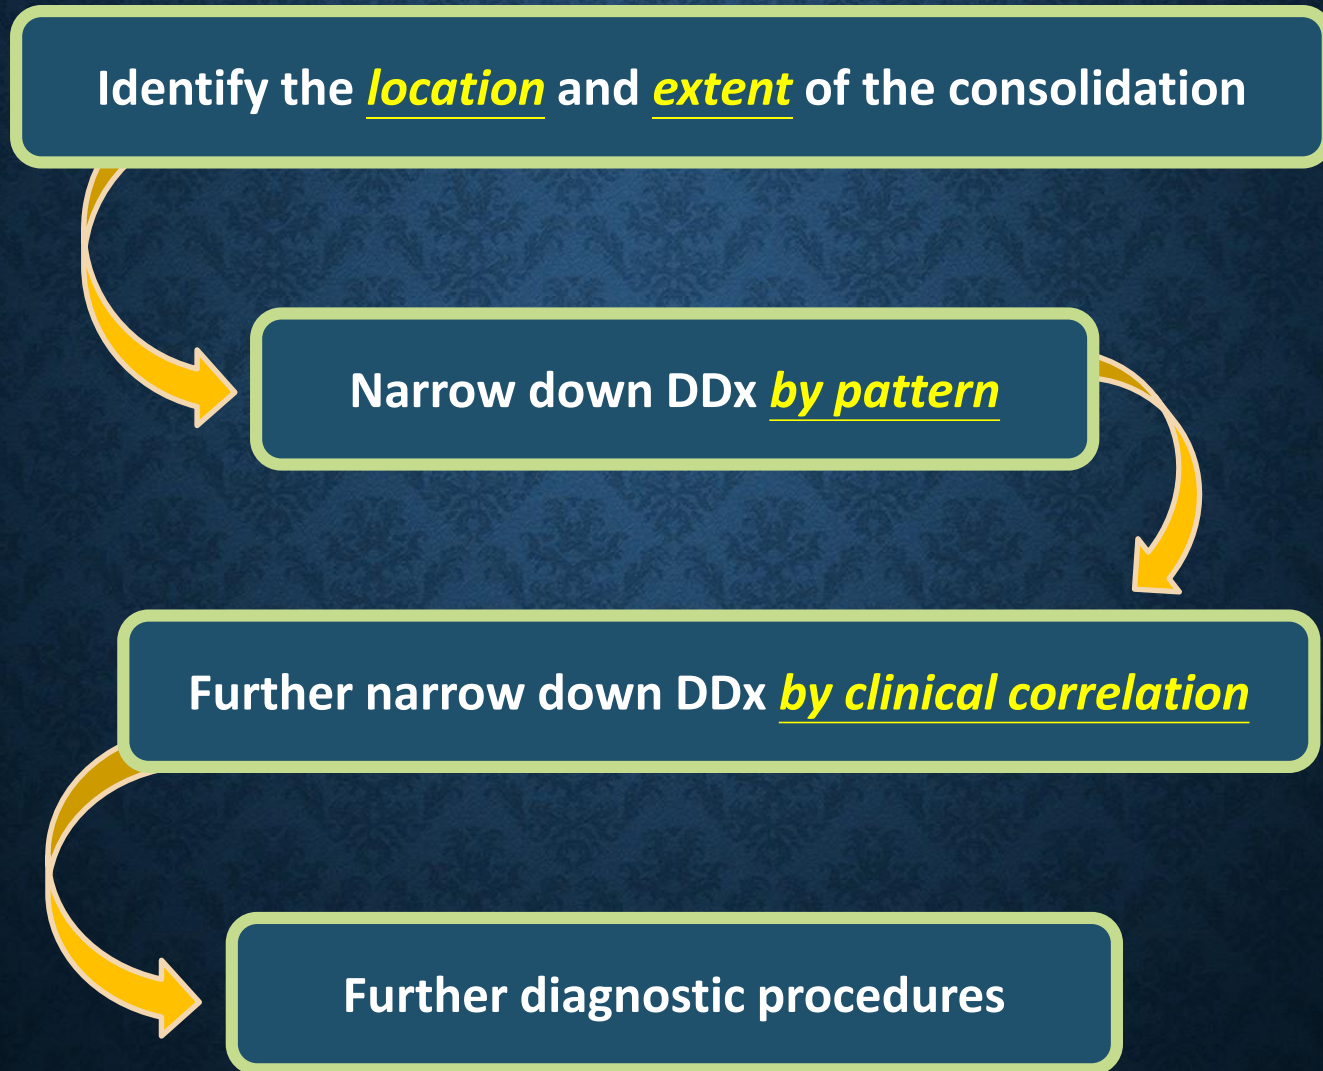 Identify the location and extent of the consolidation
Narrow down DDx by pattern
Further narrow down DDx by clinical correlation
Further diagnostic procedures